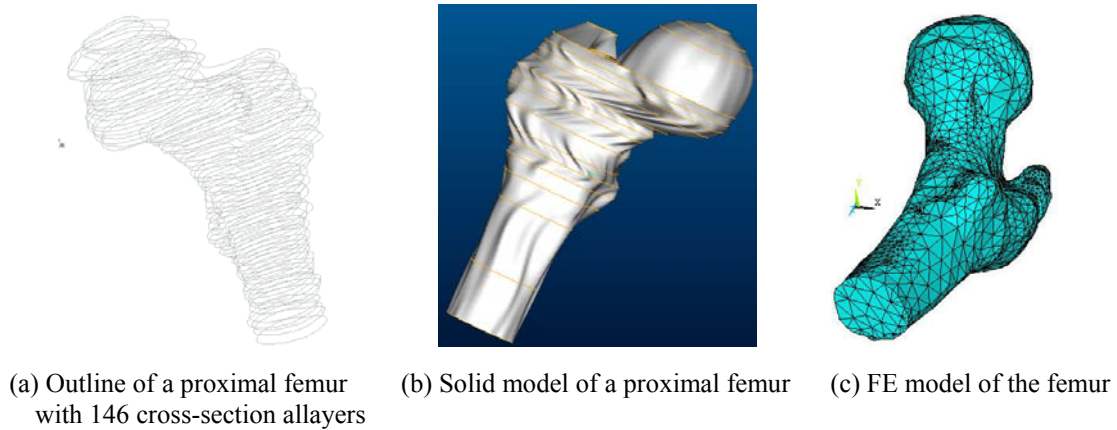 Y
X
(a) Outline of a proximal femur
with 146 cross-section allayers
(b) Solid model of a proximal femur
(c) FE model of the femur